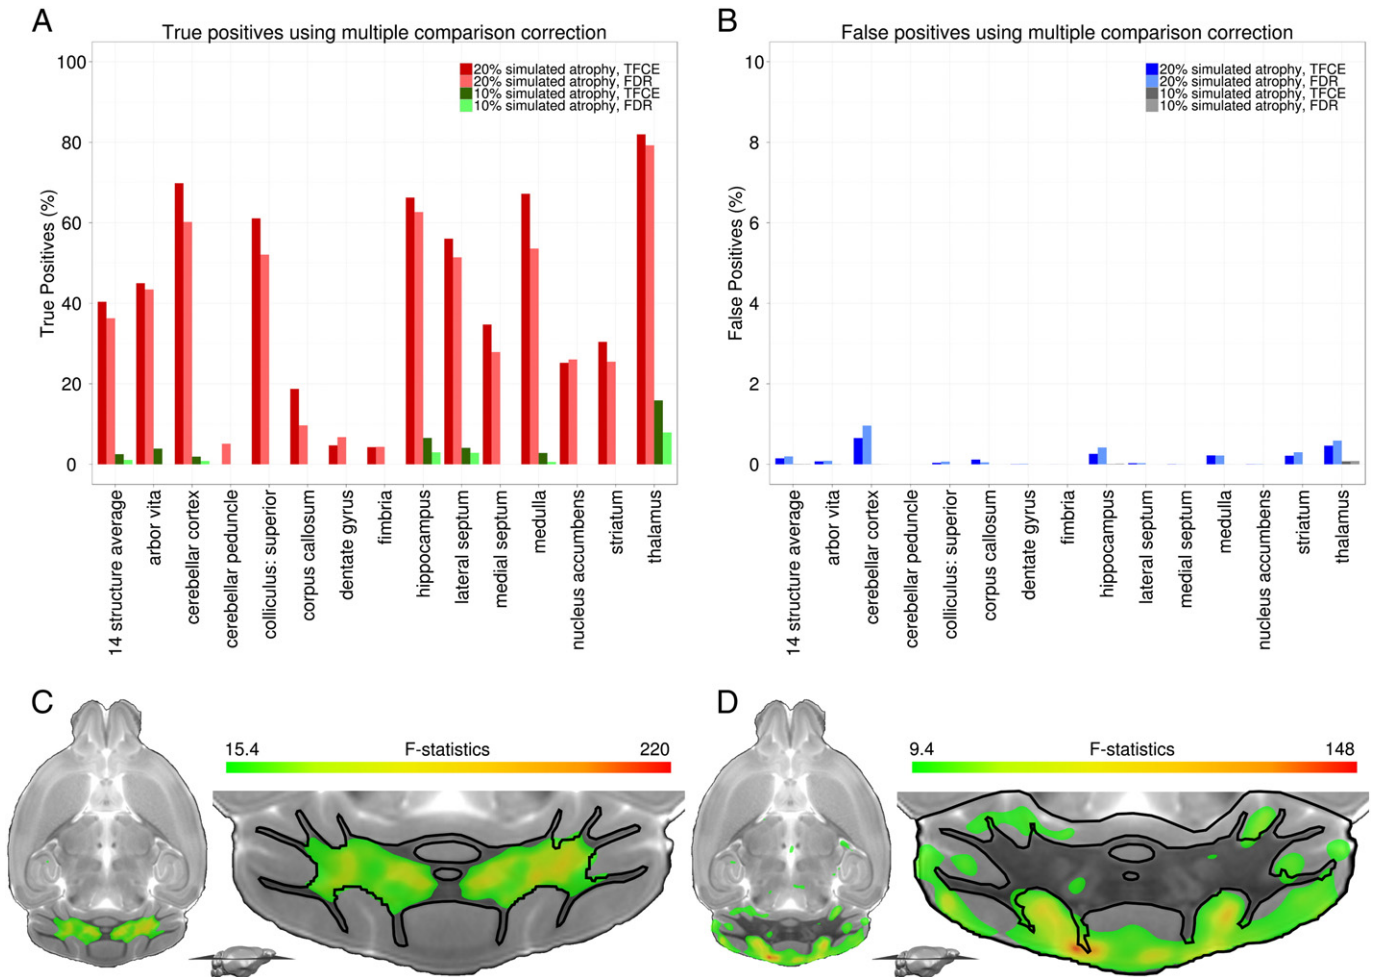 A
True positives using multiple comparison correction
100
80
60
40
20
0
True Positives (%)
20% simulated atrophy, TFCE
20% simulated atrophy, FDR
10% simulated atrophy, TFCE
10% simulated atrophy, FDR
14 structure average
arbor vita
cerebellar cortex
cerebellar peduncle
colliculus: superior
corpus callosum
dentate gyrus
fimbria
hippocampus
lateral septum
medial septum
medulla
nucleus accumbens
striatum
thalamus
B
False positives using multiple comparison correction
10
8
6
4
2
0
False Positives (%)
20% simulated atrophy, TFCE
20% simulated atrophy, FDR
10% simulated atrophy, TFCE
10% simulated atrophy, FDR
14 structure average
arbor vita
cerebellar cortex
cerebellar peduncle
colliculus: superior
corpus callosum
dentate gyrus
fimbria
hippocampus
lateral septum
medial septum
medulla
nucleus accumbens
striatum
thalamus
C
15.4 F-statistics 220
D
9.4 F-statistics 148